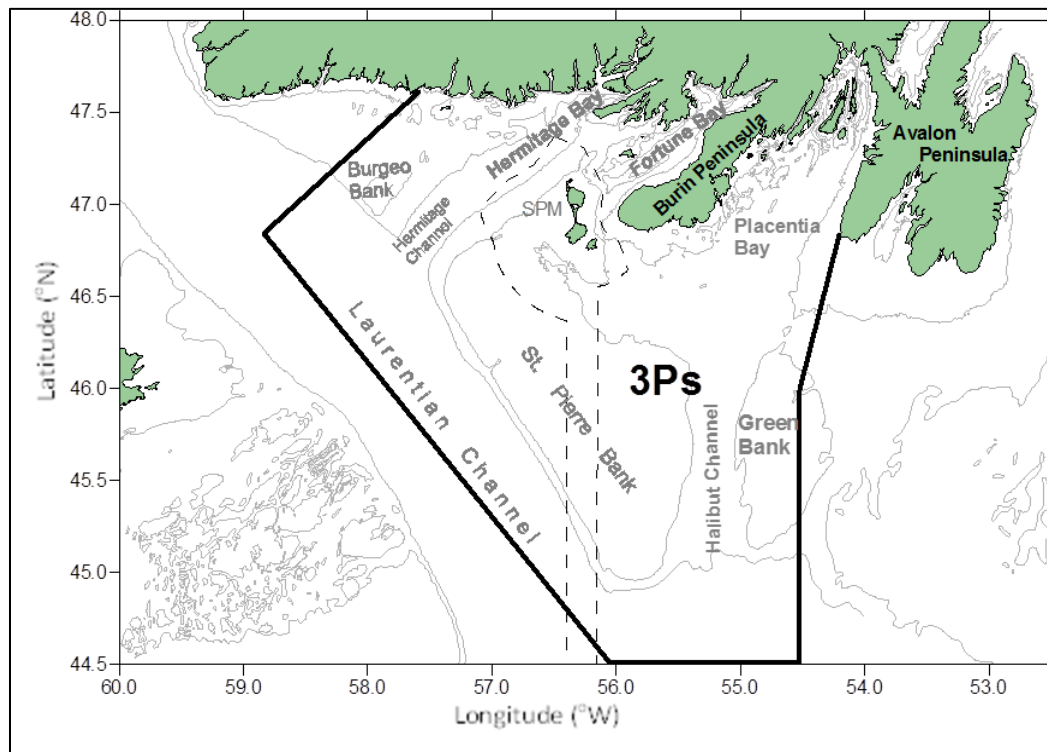 48.0
47.5
47.0
46.5
46.0
45.5
45.0
44.5
Latitude (°N)
60.0
59.0
58.0
57.0
56.0
55.0
54.0
53.0
Longitude (°W)
Burgeo
Bank
Hermitage Bay
Hermitage
Channel
SPM
Fortune Bay
Burin Peninsula
Avalon
Peninsula
Placentia
Bay
Laurentian Channel
St. Pierre Bank
3Ps
Halibut Channel
Green
Bank